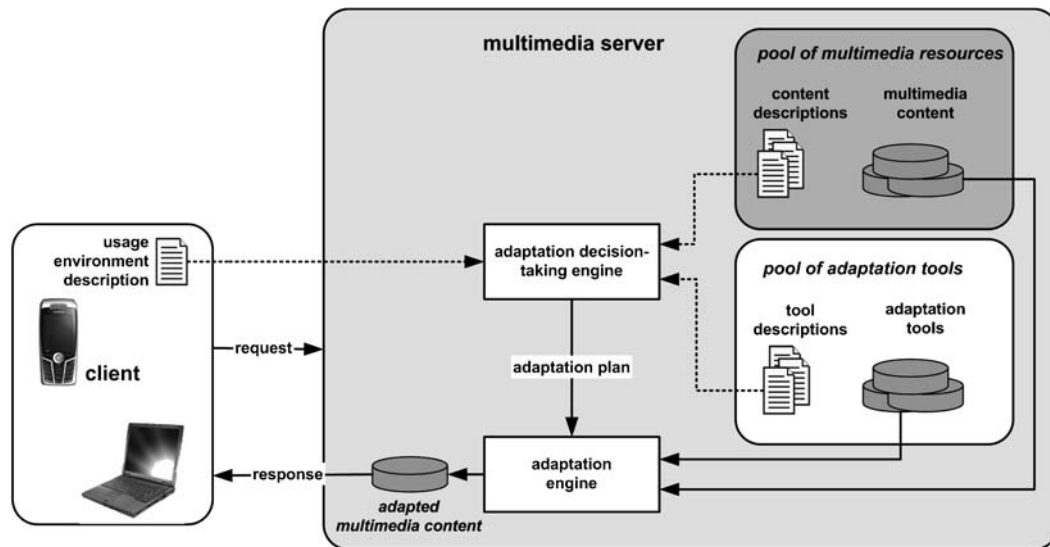 multimedia server
pool of multimedia resources
content
descriptions
multimedia
content
usage
environment
description
adaptation decision-
taking engine
pool of adaptation tools
tool
descriptions
adaptation
tools
request
client
adaptation plan
response
adaptation
engine
adapted
multimedia content